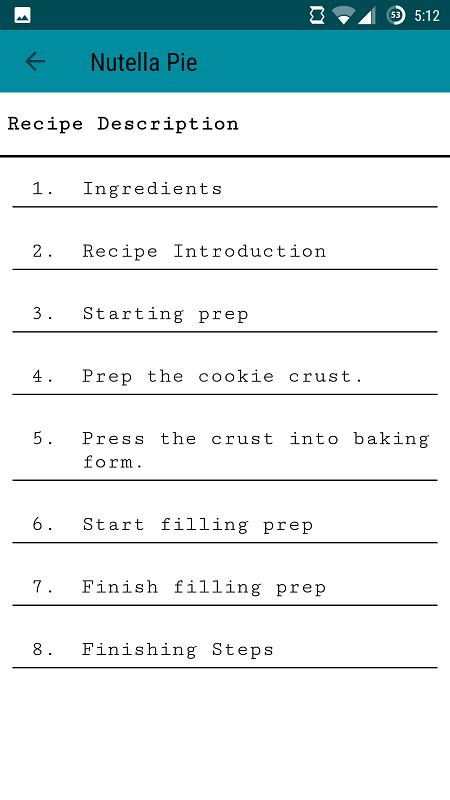 53 5:12
Nutella Pie
Recipe Description
1. Ingredients
2. Recipe Introduction
3. Starting prep
4. Prep the cookie crust.
5. Press the crust into baking
form.
6. Start filling prep
7. Finish filling prep
8. Finishing Steps